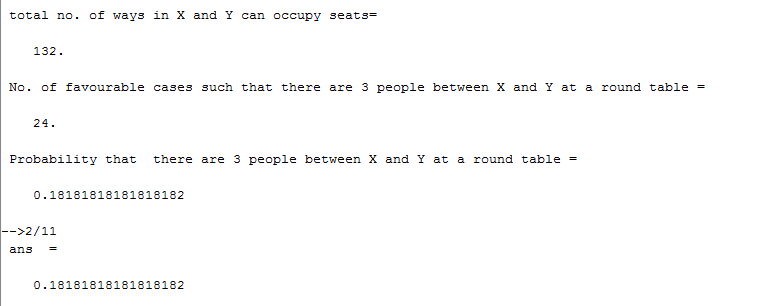 total no. of ways in X and Y can occupy seats=
132.
No. of favourable cases such that there are 3 people between X and Y at a round table =
24.
Probability that  there are 3 people between X and Y at a round table =
0.18181818181818182
-->2/11
ans  =
0.18181818181818182